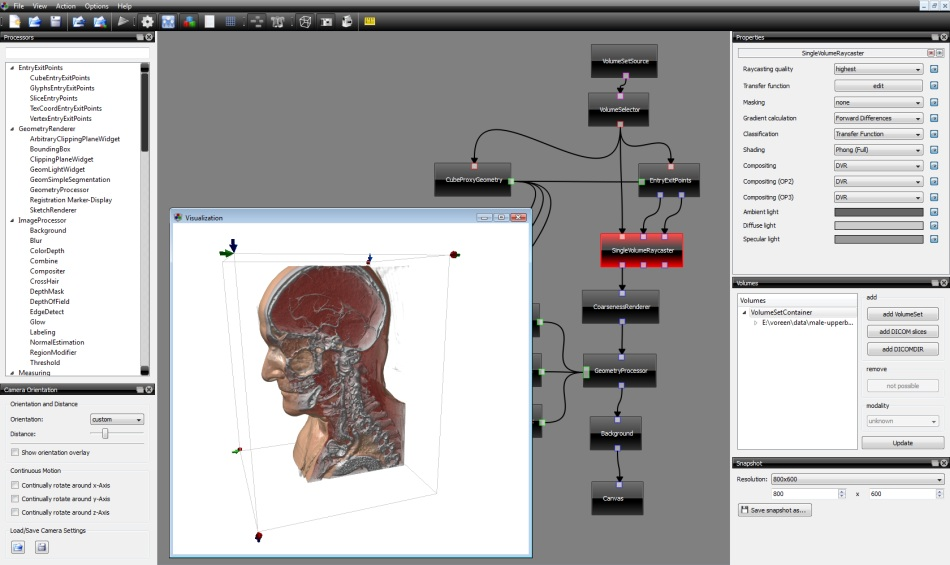 File View Action Options Help
Processors
EntryExitPoints
CubeEntryExitPoints
GlyphsEntryExitPoints
SliceEntryPoints
TexCoordEntryExitPoints
VertexEntryExitPoints
GeometryRenderer
ArbitraryClippingPlaneWidget
BoundingBox
ClippingPlaneWidget
GeomLightWidget
GeomSimpleSegmentation
GeometryProcessor
Registration Marker-Display
SketchRenderer
ImageProcessor
Background
Blur
ColorDepth
Combine
Compositer
CrossHair
DepthMask
DepthOfField
EdgeDetect
Glow
Labeling
NormalEstimation
RegionModifier
Threshold
Measuring
Camera Orientation
Orientation and Distance
Orientation: custom
Distance:
Show orientation overlay
Continuous Motion
Continually rotate around x-Axis
Continually rotate around y-Axis
Continually rotate around z-Axis
Load/Save Camera Settings
VolumeSetSource
VolumeSelector
CubeProxyGeometry
EntryExitPoints
Visualization
SingleVolumeRaycaster
CoarsenessRenderer
GeometryProcessor
Background
Canvas
Properties
SingleVolumeRaycaster
Raycasting quality highest
Transfer function edit
Masking none
Gradient calculation Forward Differences
Classification Transfer Function
Shading Phong (Full)
Compositing DVR
Compositing (OP2) DVR
Compositing (OP3) DVR
Ambient light
Diffuse light
Specular light
Volumes
Volumes
VolumeSetContainer
E:\voreen\data\male-upperb...
add
add VolumeSet
add DICOM slices
add DICOMDIR
remove
not possible
modality
unknown
Update
Snapshot
Resolution: 800x600
800 x 600
Save snapshot as...